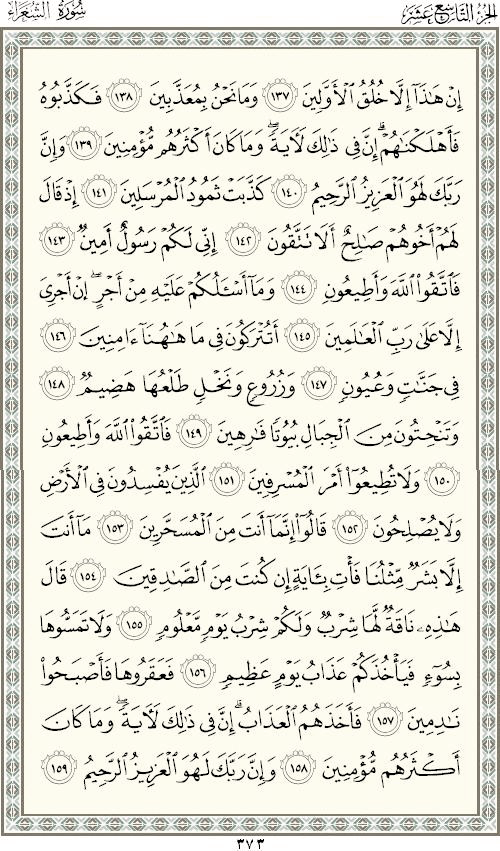 الجزء التاسع عشر سورة الشعراء
إِنْ هَٰذَآ إِلَّا خُلُقُ ٱلْأَوَّلِينَ ١٣٧ وَمَا نَحْنُ بِمُعَذَّبِينَ ١٣٨ فَكَذَّبُوهُ
فَأَهْلَكْنَٰهُمْ ۗ إِنَّ فِى ذَٰلِكَ لَءَايَةً ۖ وَمَا كَانَ أَكْثَرُهُم مُّؤْمِنِينَ ١٣٩ وَإِنَّ
رَبَّكَ لَهُوَ ٱلْعَزِيزُ ٱلرَّحِيمُ ١٤٠ كَذَّبَتْ ثَمُودُ ٱلْمُرْسَلِينَ ١٤١ إِذْ قَالَ
لَهُمْ أَخُوهُمْ صَٰلِحٌ أَلَا تَتَّقُونَ ١٤٢ إِنِّى لَكُمْ رَسُولٌ أَمِينٌ ١٤٣
فَٱتَّقُوا۟ ٱللَّهَ وَأَطِيعُونِ ١٤٤ وَمَآ أَسْـَٔلُكُمْ عَلَيْهِ مِنْ أَجْرٍ ۖ إِنْ أَجْرِىَ
إِلَّا عَلَىٰ رَبِّ ٱلْعَٰلَمِينَ ١٤٥ أَتُتْرَكُونَ فِى مَا هَٰهُنَآ ءَامِنِينَ ١٤٦
فِى جَنَّٰتٍ وَعُيُونٍ ١٤٧ وَزُرُوعٍ وَنَخْلٍ طَلْعُهَا هَضِيمٌ ١٤٨
وَتَنْحِتُونَ مِنَ ٱلْجِبَالِ بُيُوتًا فَٰرِهِينَ ١٤٩ فَٱتَّقُوا۟ ٱللَّهَ وَأَطِيعُونِ
١٥٠ وَلَا تُطِيعُوٓا۟ أَمْرَ ٱلْمُسْرِفِينَ ١٥١ ٱلَّذِينَ يُفْسِدُونَ فِى ٱلْأَرْضِ
وَلَا يُصْلِحُونَ ١٥٢ قَالُوٓا۟ إِنَّمَآ أَنتَ مِنَ ٱلْمُسَحَّرِينَ ١٥٣ مَآ أَنتَ
إِلَّا بَشَرٌ مِّثْلُنَا فَأْتِ بِـَٔايَةٍ إِن كُنتَ مِنَ ٱلصَّٰدِقِينَ ١٥٤ قَالَ
هَٰذِهِۦ نَاقَةٌ لَّهَا شِرْبٌ وَلَكُمْ شِرْبُ يَوْمٍ مَّعْلُومٍ ١٥٥ وَلَا تَمَسُّوهَا
بِسُوٓءٍ فَيَأْخُذَكُمْ عَذَابُ يَوْمٍ عَظِيمٍ ١٥٦ فَعَقَرُوهَا فَأَصْبَحُوا۟
نَٰدِمِينَ ١٥٧ فَأَخَذَهُمُ ٱلْعَذَابُ ۗ إِنَّ فِى ذَٰلِكَ لَءَايَةً ۖ وَمَا كَانَ
أَكْثَرُهُم مُّؤْمِنِينَ ١٥٨ وَإِنَّ رَبَّكَ لَهُوَ ٱلْعَزِيزُ ٱلرَّحِيمُ ١٥٩
٣٧٣